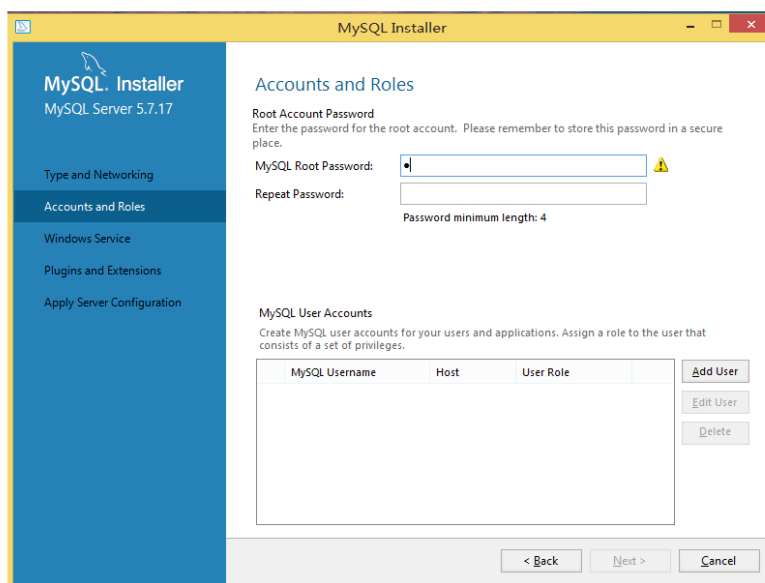 MySQL Installer
MySQL. Installer
MySQL Server 5.7.17
Type and Networking
Accounts and Roles
Windows Service
Plugins and Extensions
Apply Server Configuration
Accounts and Roles
Root Account Password
Enter the password for the root account.  Please remember to store this password in a secure
place.
MySQL Root Password: ●
Repeat Password:
Password minimum length: 4
MySQL User Accounts
Create MySQL user accounts for your users and applications. Assign a role to the user that
consists of a set of privileges.
MySQL Username Host User Role
Add User
Edit User
Delete
< Back Next > Cancel